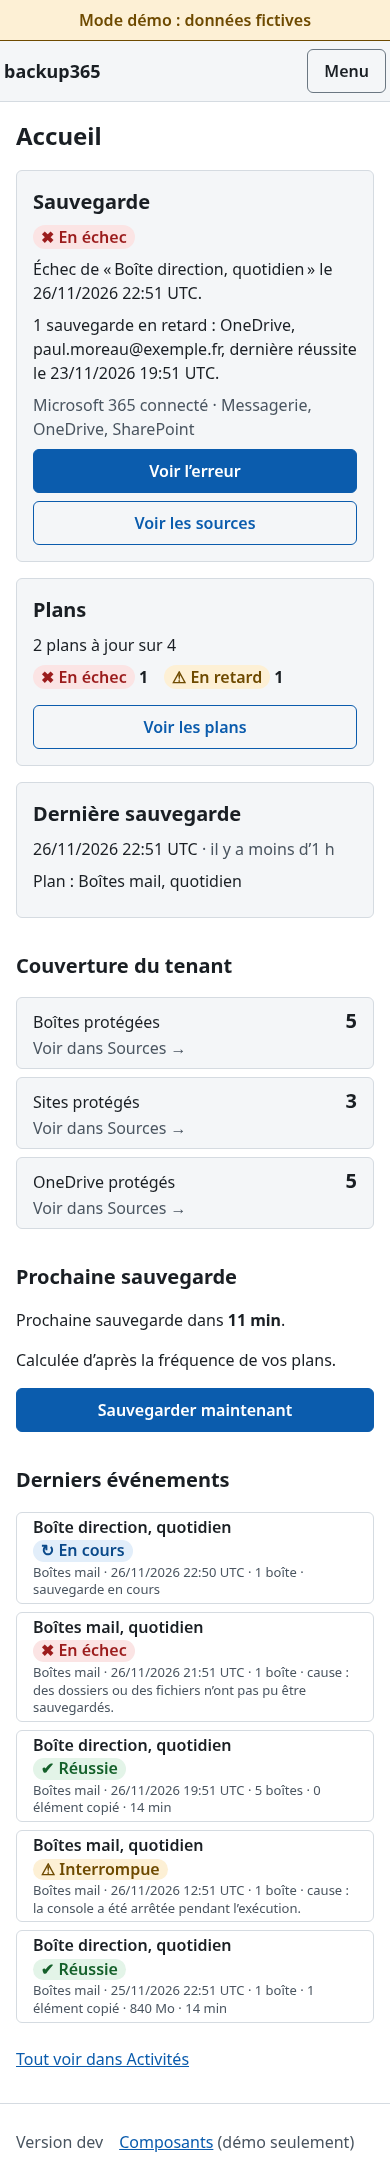 Mode démo : données fictives
backup365
Menu
Accueil
Sauvegarde
✖ En échec
Échec de « Boîte direction, quotidien » le
26/11/2026 22:51 UTC.
1 sauvegarde en retard : OneDrive,
paul.moreau@exemple.fr, dernière réussite
le 23/11/2026 19:51 UTC.
Microsoft 365 connecté · Messagerie,
OneDrive, SharePoint
Voir l’erreur
Voir les sources
Plans
2 plans à jour sur 4
✖ En échec 1 ⚠ En retard 1
Voir les plans
Dernière sauvegarde
26/11/2026 22:51 UTC · il y a moins d’1 h
Plan : Boîtes mail, quotidien
Couverture du tenant
Boîtes protégées 5
Voir dans Sources →
Sites protégés 3
Voir dans Sources →
OneDrive protégés 5
Voir dans Sources →
Prochaine sauvegarde
Prochaine sauvegarde dans 11 min.
Calculée d’après la fréquence de vos plans.
Sauvegarder maintenant
Derniers événements
Boîte direction, quotidien
↻ En cours
Boîtes mail · 26/11/2026 22:50 UTC · 1 boîte ·
sauvegarde en cours
Boîtes mail, quotidien
✖ En échec
Boîtes mail · 26/11/2026 21:51 UTC · 1 boîte · cause :
des dossiers ou des fichiers n’ont pas pu être
sauvegardés.
Boîte direction, quotidien
✔ Réussie
Boîtes mail · 26/11/2026 19:51 UTC · 5 boîtes · 0
élément copié · 14 min
Boîtes mail, quotidien
⚠ Interrompue
Boîtes mail · 26/11/2026 12:51 UTC · 1 boîte · cause :
la console a été arrêtée pendant l’exécution.
Boîte direction, quotidien
✔ Réussie
Boîtes mail · 25/11/2026 22:51 UTC · 1 boîte · 1
élément copié · 840 Mo · 14 min
Tout voir dans Activités
Version dev Composants (démo seulement)